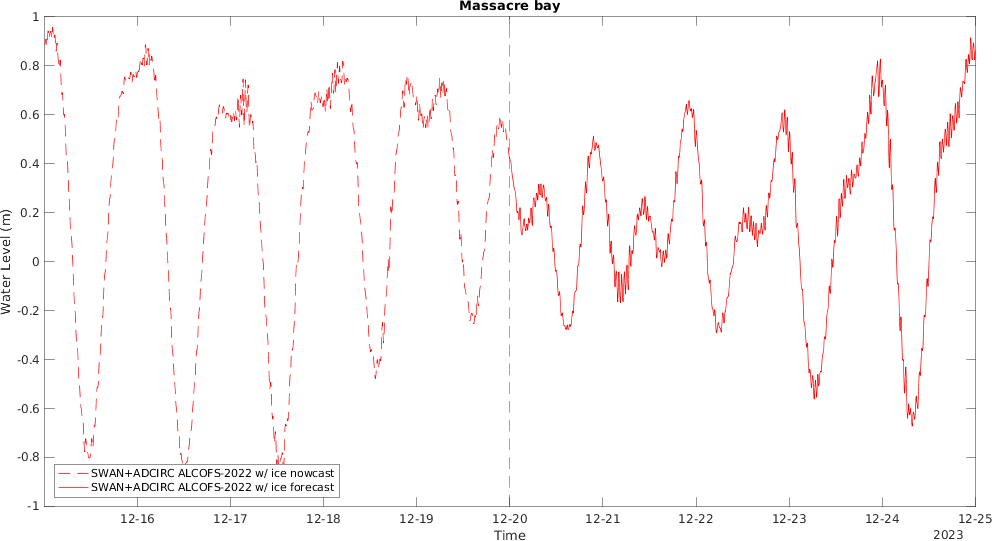 Massacre bay
1
0.8
0.6
0.4
0.2
0
-0.2
-0.4
-0.6
-0.8
-1
Water Level (m)
SWAN+ADCIRC ALCOFS-2022 w/ ice nowcast
SWAN+ADCIRC ALCOFS-2022 w/ ice forecast
12-16 12-17 12-18 12-19 12-20 12-21 12-22 12-23 12-24 12-25
Time
2023